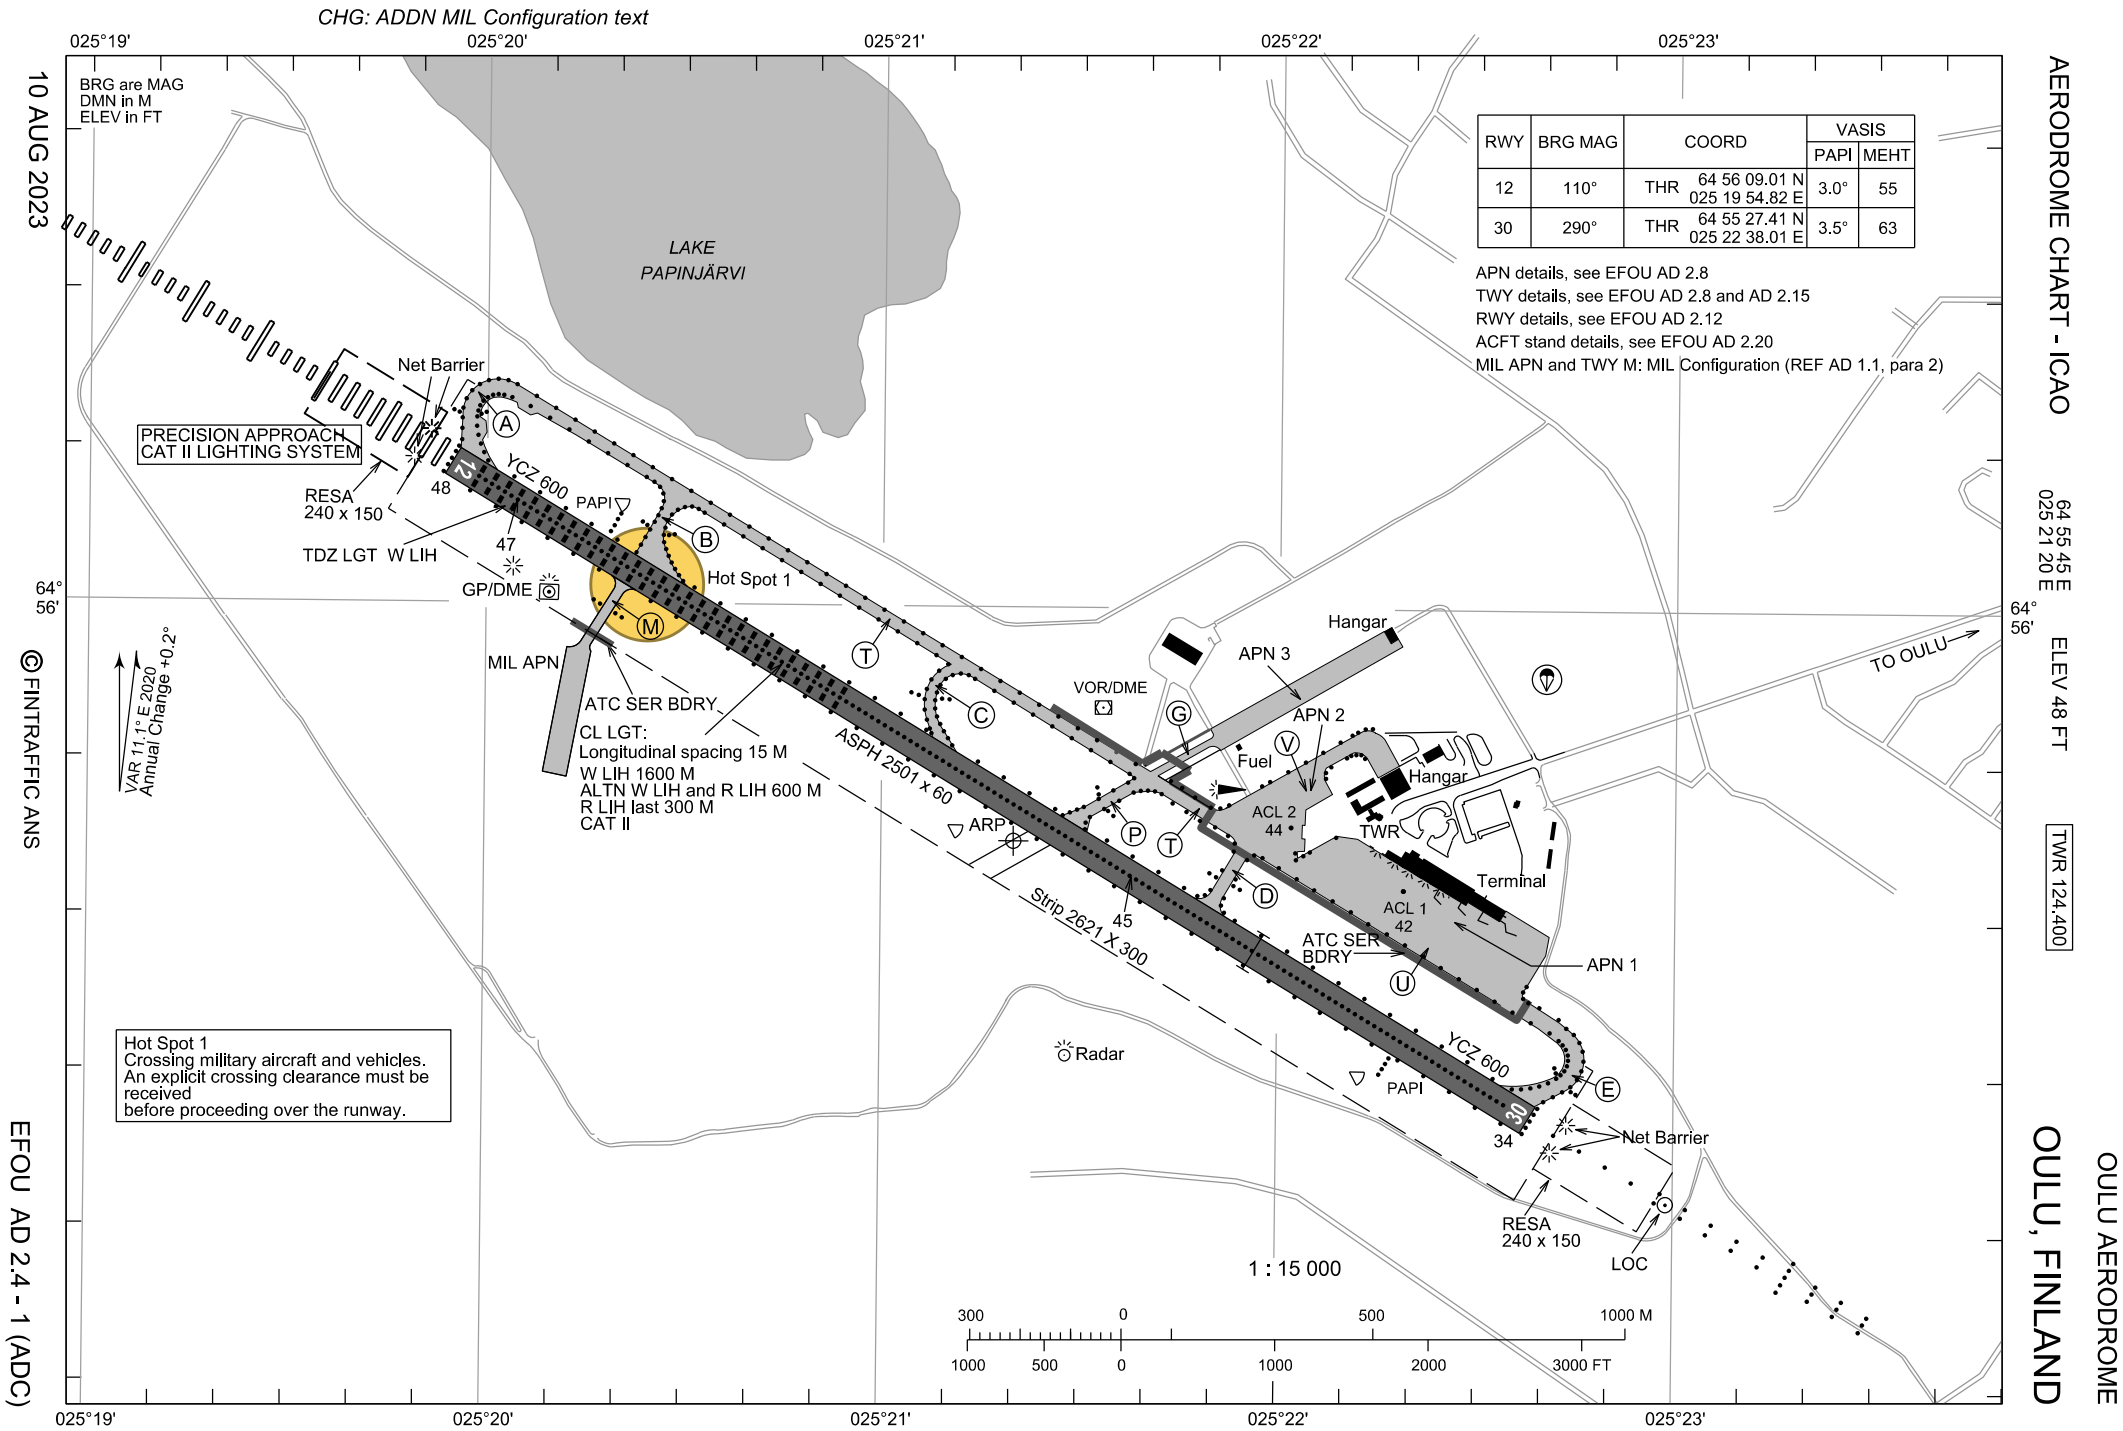 CHG: ADDN MIL Configuration text
025°19'
025°20'
025°21'
025°22'
025°23'
BRG are MAG
DMN in M
ELEV in FT
10 AUG 2023
AERODROME CHART - ICAO
RWY BRG MAG COORD VASIS
PAPI MEHT
12 110° THR 64 56 09.01 N 3.0° 55
025 19 54.82 E
30 290° THR 64 55 27.41 N 3.5° 63
025 22 38.01 E
APN details, see EFOU AD 2.8
TWY details, see EFOU AD 2.8 and AD 2.15
RWY details, see EFOU AD 2.12
ACFT stand details, see EFOU AD 2.20
MIL APN and TWY M: MIL Configuration (REF AD 1.1, para 2)
LAKE
PAPINJÄRVI
Net Barrier
PRECISION APPROACH
CAT II LIGHTING SYSTEM
A
12
48
YCZ 600
PAPI
RESA
240 x 150
B
TDZ LGT W LIH
47
Hot Spot 1
GP/DME
64°
56'
M
T
MIL APN
ATC SER BDRY
C
CL LGT:
Longitudinal spacing 15 M
W LIH 1600 M
ALTN W LIH and R LIH 600 M
R LIH last 300 M
CAT II
ASPH 2501 x 60
VAR 11.1° E 2020
Annual Change +0.2°
© FINTRAFFIC ANS
64 55 45 E
025 21 20 E
ELEV 48 FT
64°
56'
TO OULU
Hangar
APN 3
VOR/DME
G
APN 2
V
Fuel
Hangar
ACL 2
44
TWR
ARP
P
T
D
Terminal
ACL 1
42
45
Strip 2621 X 300
ATC SER
BDRY
APN 1
U
TWR 124.400
Radar
YCZ 600
PAPI
E
30
34
Net Barrier
Hot Spot 1
Crossing military aircraft and vehicles.
An explicit crossing clearance must be
received
before proceeding over the runway.
RESA
240 x 150
LOC
1 : 15 000
300 0 500 1000 M
1000 500 0 1000 2000 3000 FT
EFOU AD 2.4 - 1 (ADC)
OULU, FINLAND
OULU AERODROME
025°19'
025°20'
025°21'
025°22'
025°23'